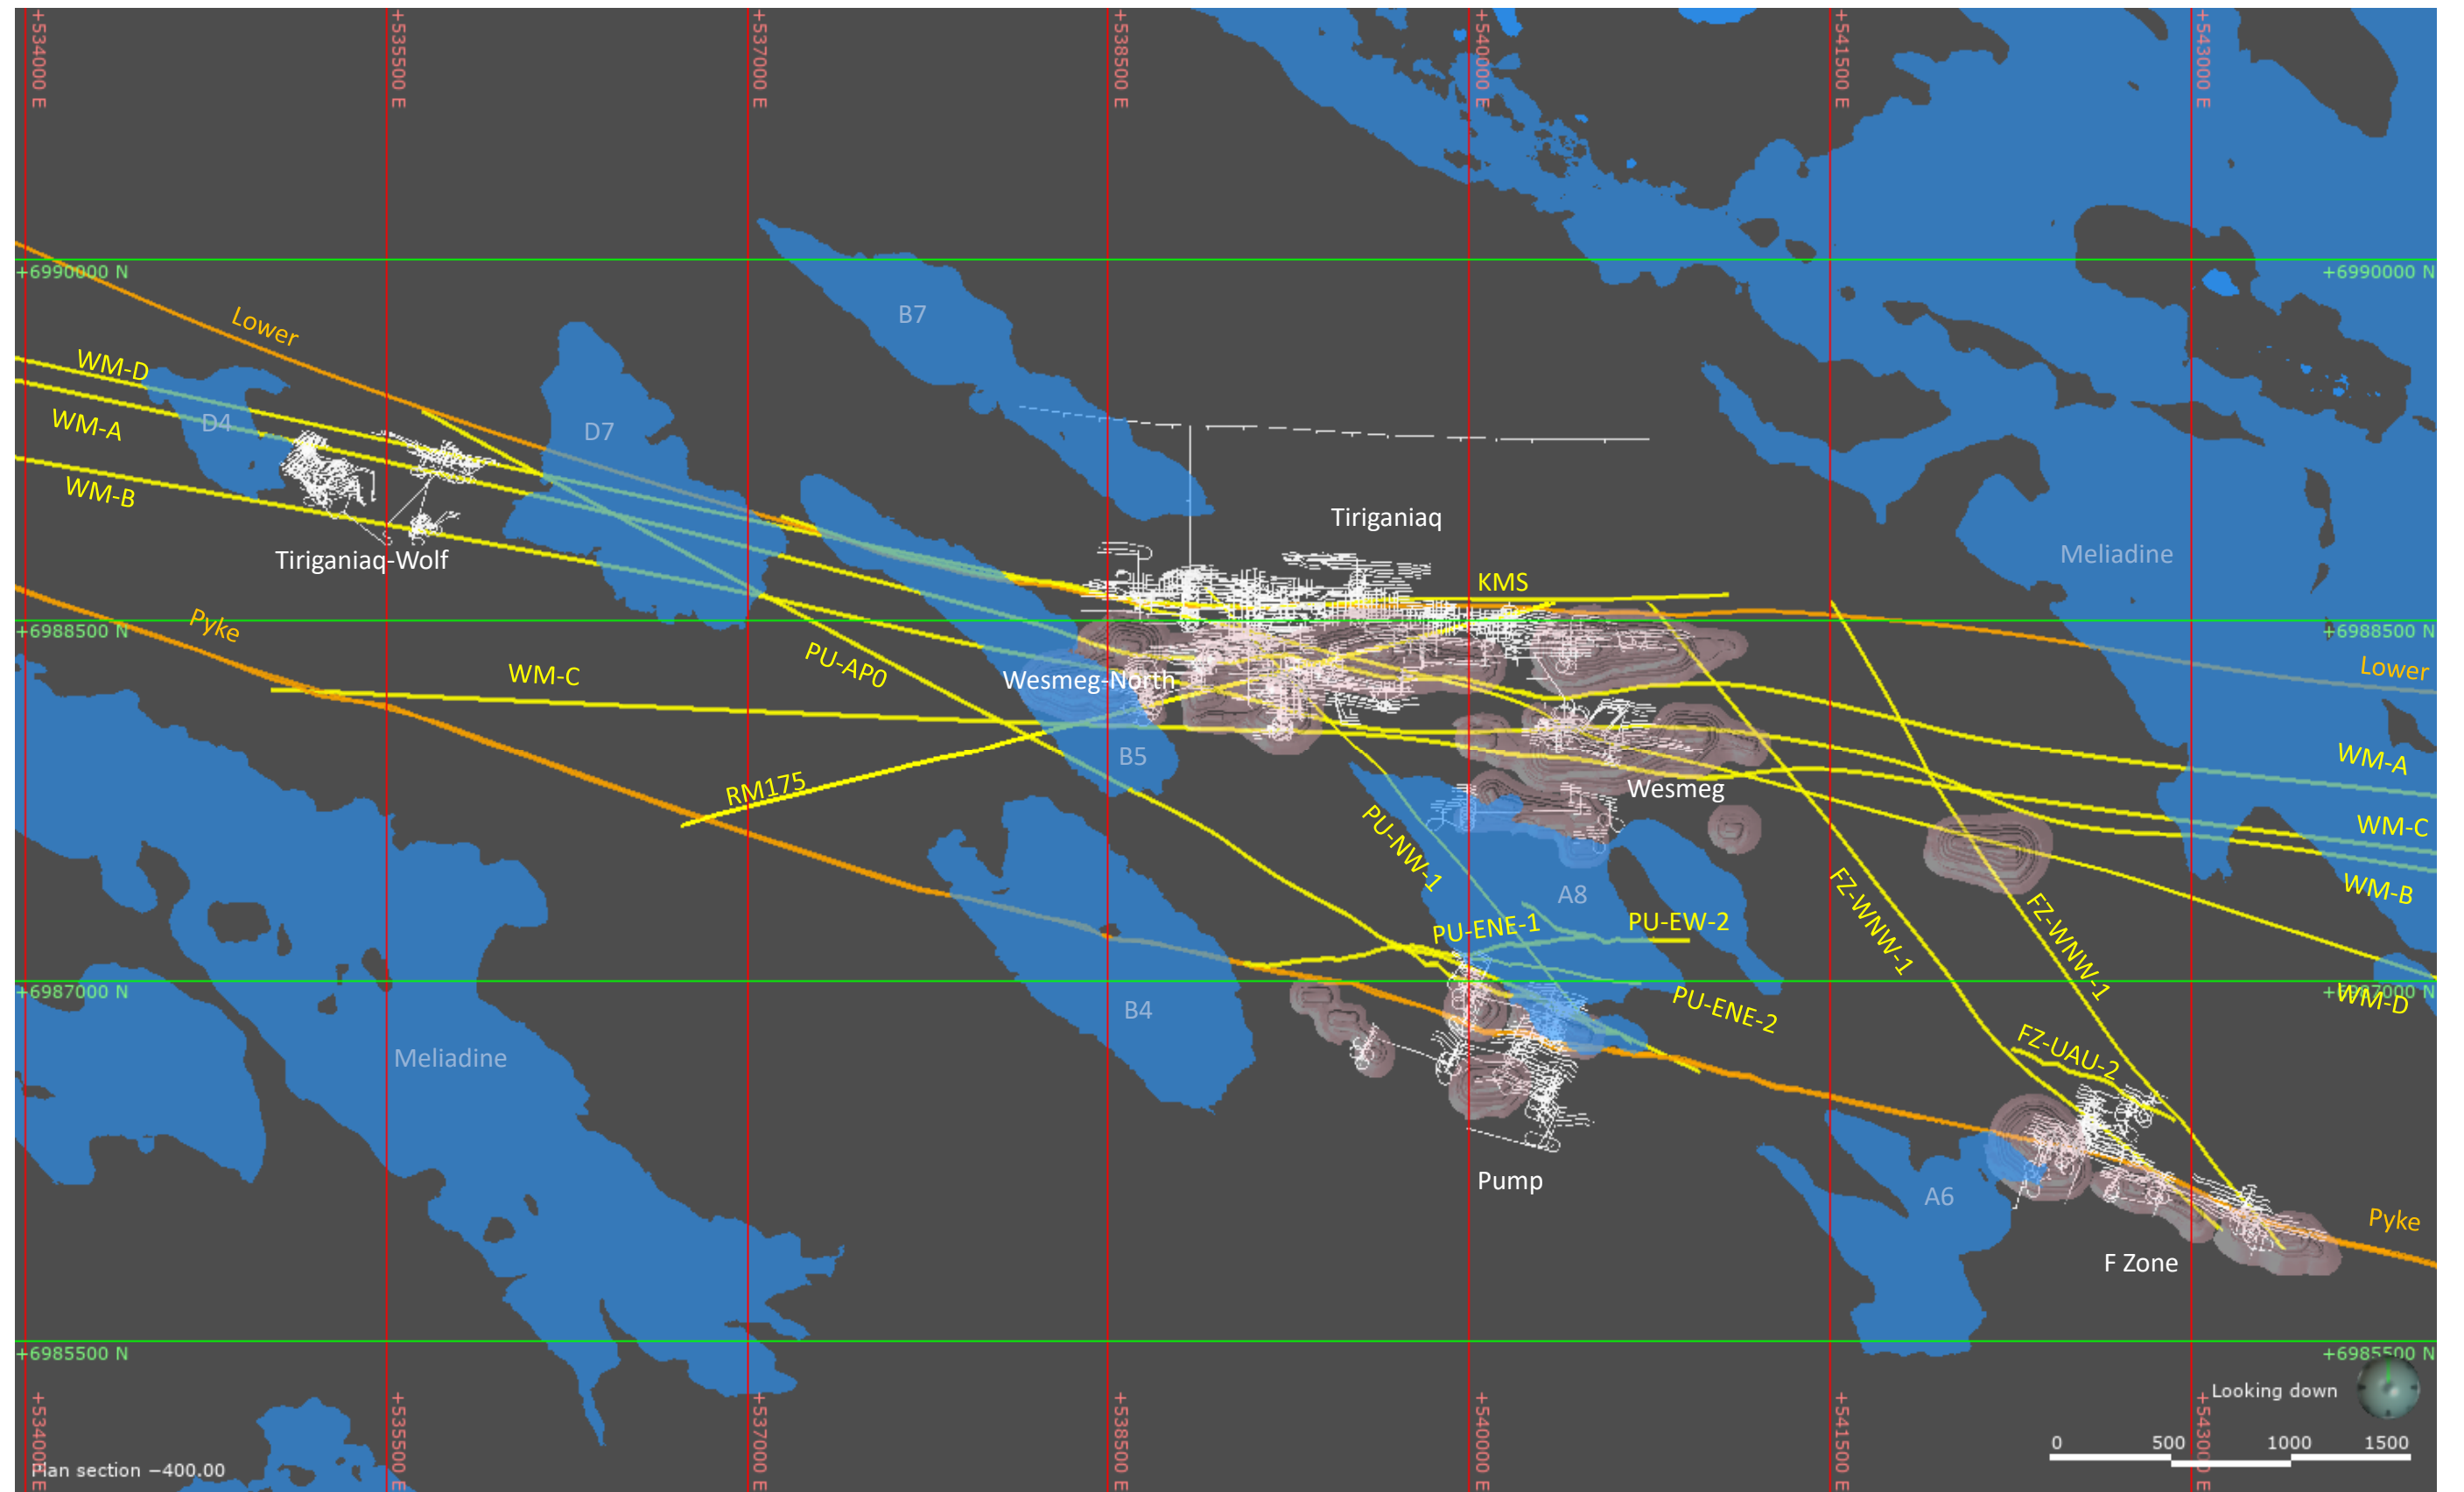 +534000 E
+535500 E
+537000 E
+538500 E
+540000 E
+541500 E
+543000 E
+6990000 N
+6990000 N
B7
Lower
WM-D
D4
WM-A
D7
WM-B
Tiriganiaq
Tiriganiaq-Wolf
Meliadine
KMS
Pyke
+6988500 N
+6988500 N
WM-C
PU-AP0
Wesmeg-North
Lower
B5
WM-A
RM175
Wesmeg
WM-C
PU-NW-1
A8
WM-B
FZ-WNW-1
FZ-WNW-1
PU-ENE-1
PU-EW-2
+6987000 N
+6987000 N
WM-D
B4
PU-ENE-2
Meliadine
FZ-UAU-2
Pump
A6
Pyke
F Zone
+6985500 N
+6985500 N
Looking down
0 500 1000 1500
Plan section −400.00
+534000 E
+535500 E
+537000 E
+538500 E
+540000 E
+541500 E
+543000 E